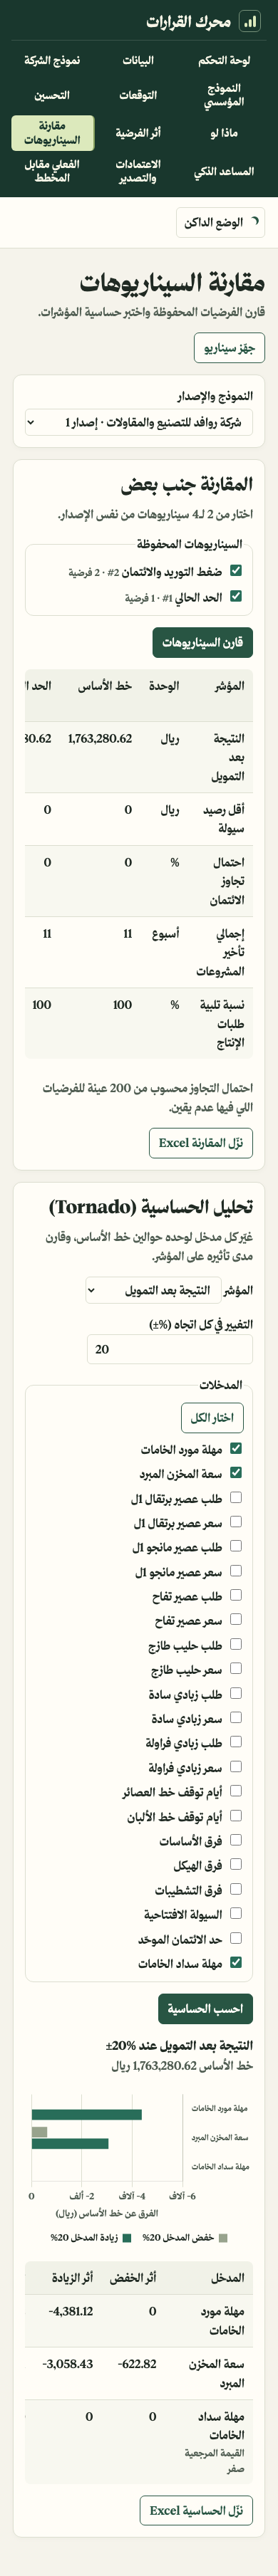 محرك القرارات
لوحة التحكم
البيانات
نموذج الشركة
النموذج المؤسسي
التوقعات
التحسين
ماذا لو
أثر الفرضية
مقارنة السيناريوهات
المساعد الذكي
الاعتمادات والتصدير
الفعلي مقابل المخطط
الوضع الداكن
مقارنة السيناريوهات
قارن الفرضيات المحفوظة واختبر حساسية المؤشرات.
جهّز سيناريو
النموذج والإصدار
شركة روافد للتصنيع والمقاولات · إصدار 1
المقارنة جنب بعض
اختار من 2 لـ4 سيناريوهات من نفس الإصدار.
السيناريوهات المحفوظة
ضغط التوريد والائتمان #2 · 2 فرضية
الحد الحالي #1 · 1 فرضية
قارن السيناريوهات
المؤشر الوحدة خط الأساس
النتيجة بعد التمويل ريال 1,763,280.62
أقل رصيد سيولة ريال 0 0
احتمال تجاوز الائتمان % 0 0
إجمالي تأخير المشروعات أسبوع 11 11
نسبة تلبية طلبات الإنتاج % 100 100
احتمال التجاوز محسوب من 200 عينة للفرضيات
اللي فيها عدم يقين.
نزّل المقارنة Excel
تحليل الحساسية (Tornado)
غيّر كل مدخل لوحده حوالين خط الأساس، وقارن
مدى تأثيره على المؤشر.
المؤشر النتيجة بعد التمويل
التغيير في كل اتجاه (%±)
20
المدخلات
اختار الكل
مهلة مورد الخامات
سعة المخزن المبرد
طلب عصير برتقال 1ل
سعر عصير برتقال 1ل
طلب عصير مانجو 1ل
سعر عصير مانجو 1ل
طلب عصير تفاح
سعر عصير تفاح
طلب حليب طازج
سعر حليب طازج
طلب زبادي سادة
سعر زبادي سادة
طلب زبادي فراولة
سعر زبادي فراولة
أيام توقف خط العصائر
أيام توقف خط الألبان
فرق الأساسات
فرق الهيكل
فرق التشطيبات
السيولة الافتتاحية
حد الائتمان الموحّد
مهلة سداد الخامات
احسب الحساسية
النتيجة بعد التمويل عند %20±
خط الأساس 1,763,280.62 ريال
مهلة مورد الخامات
سعة المخزن المبرد
مهلة سداد الخامات
6- آلاف
4- آلاف
2- ألف
0
الفرق عن خط الأساس (ريال)
خفض المدخل 20%
زيادة المدخل 20%
المدخل أثر الخفض أثر الزيادة
مهلة مورد الخامات 0 -4,381.12
سعة المخزن المبرد -622.82 -3,058.43
مهلة سداد الخامات 0 0
القيمة المرجعية صفر
نزّل الحساسية Excel